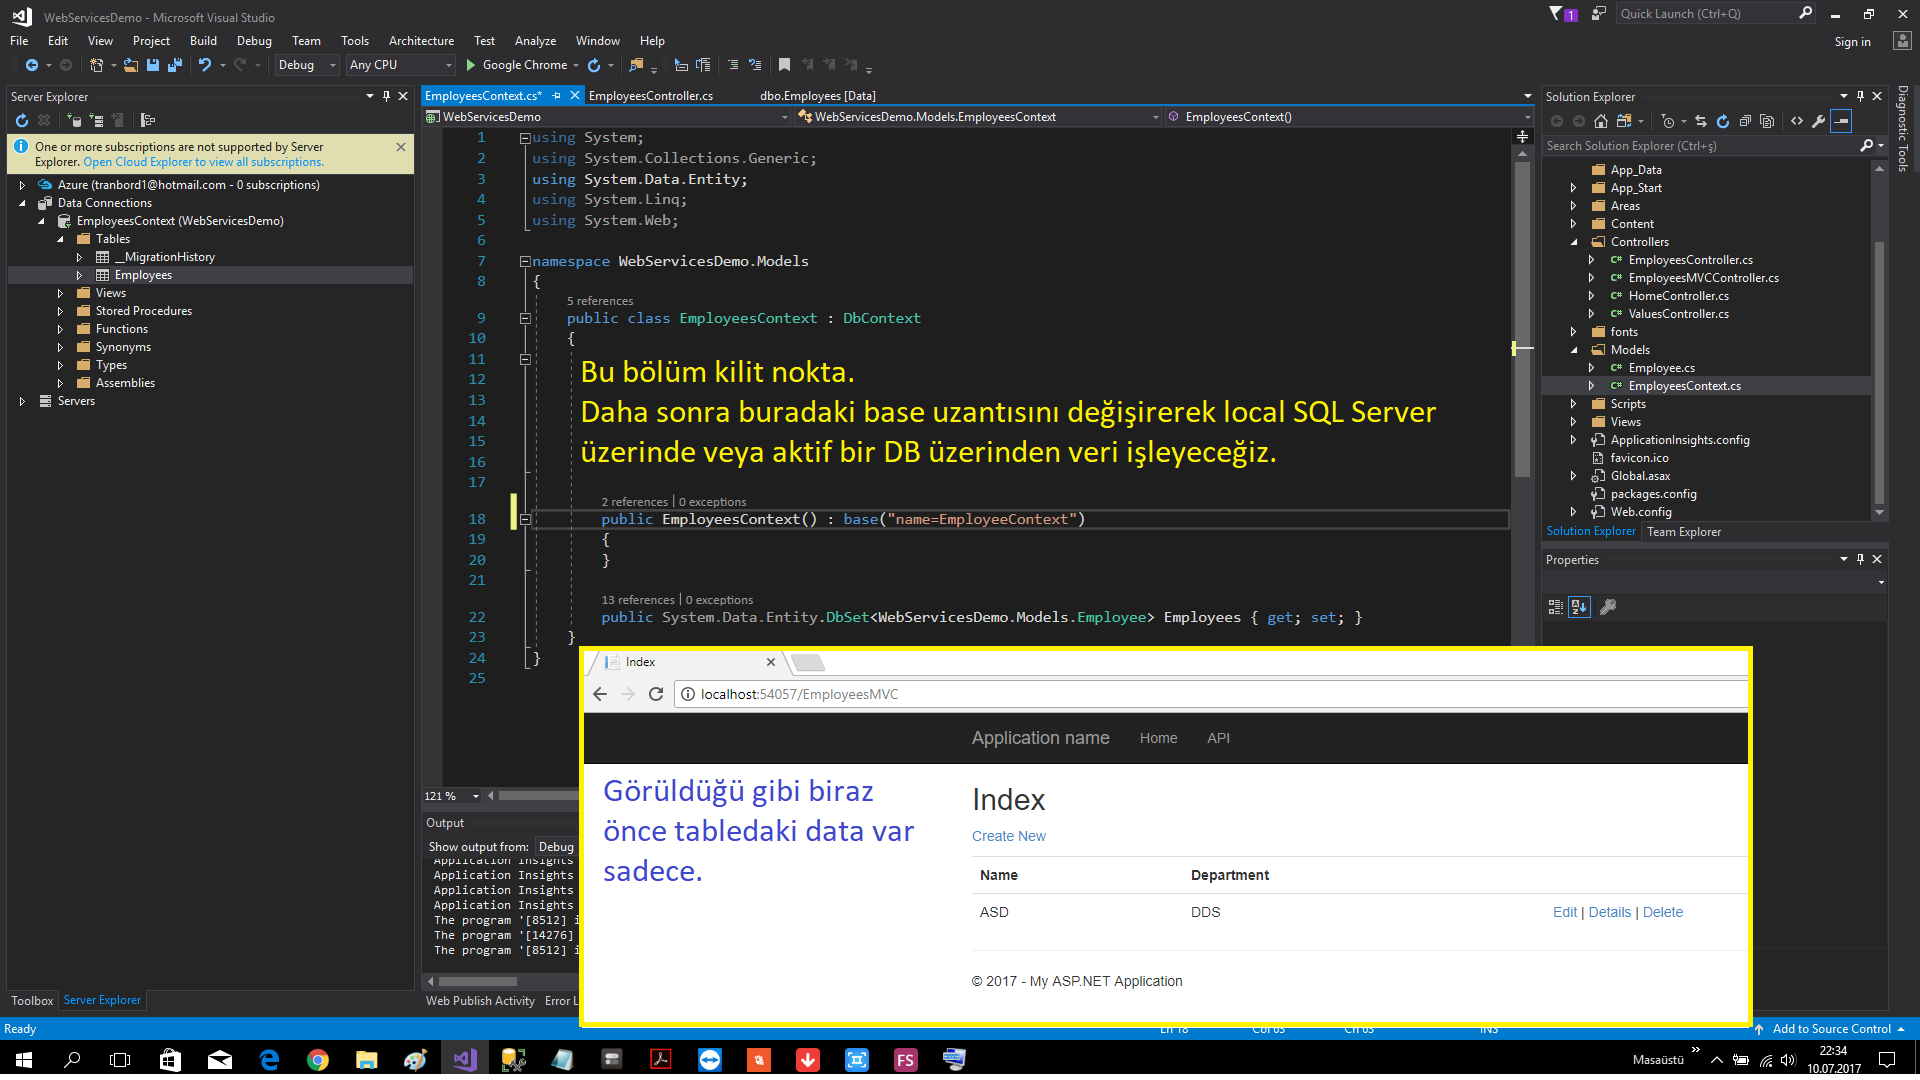 WebServicesDemo - Microsoft Visual Studio
1
Quick Launch (Ctrl+Q)
File Edit View Project Build Debug Team Tools Architecture Test Analyze Window Help
Sign in
Debug Any CPU Google Chrome
Server Explorer
One or more subscriptions are not supported by Server
Explorer. Open Cloud Explorer to view all subscriptions.
Azure (tranbord1@hotmail.com - 0 subscriptions)
Data Connections
EmployeesContext (WebServicesDemo)
Tables
__MigrationHistory
Employees
Views
Stored Procedures
Functions
Synonyms
Types
Assemblies
Servers
Toolbox Server Explorer
EmployeesContext.cs* EmployeesController.cs dbo.Employees [Data]
WebServicesDemo WebServicesDemo.Models.EmployeesContext EmployeesContext()
1 using System;
2 using System.Collections.Generic;
3 using System.Data.Entity;
4 using System.Linq;
5 using System.Web;
6
7 namespace WebServicesDemo.Models
8 {
5 references
9 public class EmployeesContext : DbContext
10 {
11
12
13
14
15
16
17
Bu bölüm kilit nokta.
Daha sonra buradaki base uzantısını değişirerek local SQL Server
üzerinde veya aktif bir DB üzerinden veri işleyeceğiz.
2 references | 0 exceptions
18 public EmployeesContext() : base("name=EmployeeContext")
19 {
20 }
21
13 references | 0 exceptions
22 public System.Data.Entity.DbSet<WebServicesDemo.Models.Employee> Employees { get; set; }
23 }
24 }
25
121 %
Output
Show output from: Debug
Application Insights
Application Insights
Application Insights
Application Insights
The program '[8512] i
The program '[14276]
The program '[8512] i
Web Publish Activity Error L
Index
localhost:54057/EmployeesMVC
Application name Home API
Görüldüğü gibi biraz
önce tabledaki data var
sadece.
Index
Create New
Name Department
ASD DDS Edit | Details | Delete
© 2017 - My ASP.NET Application
Solution Explorer
Search Solution Explorer (Ctrl+ş)
App_Data
App_Start
Areas
Content
Controllers
EmployeesController.cs
EmployeesMVCController.cs
HomeController.cs
ValuesController.cs
fonts
Models
Employee.cs
EmployeesContext.cs
Scripts
Views
ApplicationInsights.config
favicon.ico
Global.asax
packages.config
Web.config
Solution Explorer Team Explorer
Properties
Diagnostic Tools
Ready Ln 18 Col 63 Ch 63 INS Add to Source Control
Masaüstü
22:34
10.07.2017
FS